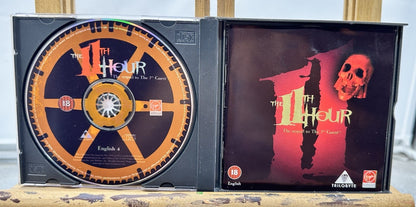 THE 11TH
HOUR
The sequel to The 7th Guest
18
English 4
THE 11TH
HOUR
The sequel to The 7th Guest
18
English
TRILOBYTE